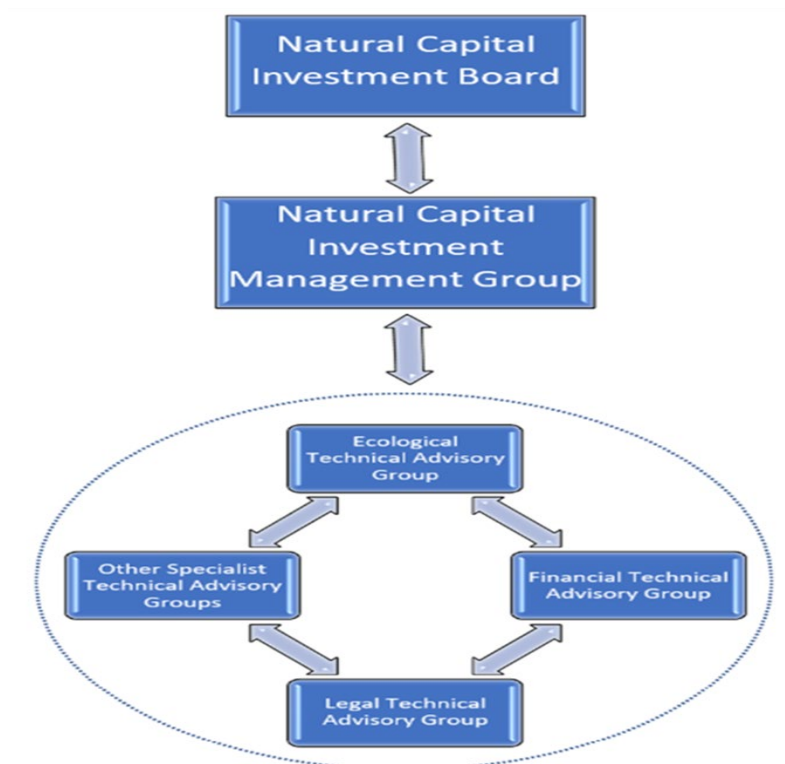 Natural Capital
Investment Board
Natural Capital
Investment
Management Group
Ecological
Technical Advisory
Group
Other Specialist
Technical Advisory
Groups
Financial Technical
Advisory Group
Legal Technical
Advisory Group